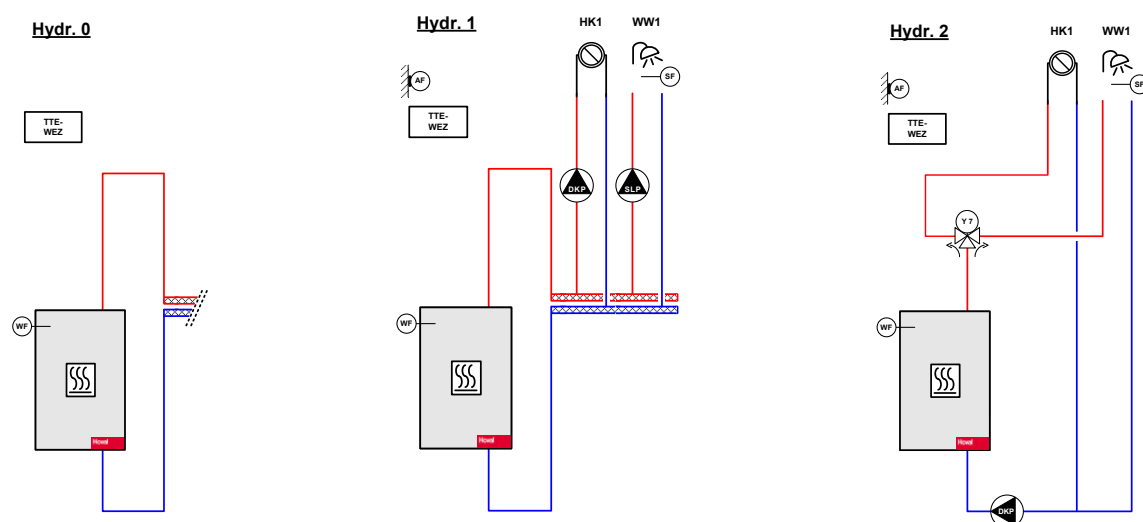 Hydr. 0
TTE-
WEZ
WF
Hoval
Hydr. 1
HK1 WW1
AF
SF
TTE-
WEZ
DKP
SLP
WF
Hoval
Hydr. 2
HK1 WW1
AF
SF
TTE-
WEZ
Y 7
WF
Hoval
DKP